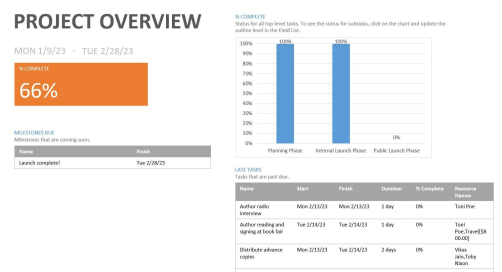 PROJECT OVERVIEW
MON 1/9/23 - TUE 2/28/23
% COMPLETE
66%
MILESTONES DUE
Milestones that are coming soon.
Name Finish
Launch complete! Tue 2/28/23
% COMPLETE
Status for all top-level tasks. To see the status for subtasks, click on the chart and update the
outline level in the Field List.
100%
90%
80%
70%
60%
50%
40%
30%
20%
10%
0%
100% 100% 0%
Planning Phase Internal Launch Phase Public Launch Phase
LATE TASKS
Tasks that are past due.
Name Start Finish Duration % Complete Resource
Names
Author radio Mon 2/13/23 Mon 2/13/23 1 day 0% Toni Poe
interview
Author reading and Tue 2/14/23 Tue 2/14/23 1 day 0% Toni
signing at book fair Poe,Travel[$8
00.00]
Distribute advance Mon 2/13/23 Tue 2/14/23 2 days 0% Vikas
copies Jain,Toby
Nixon